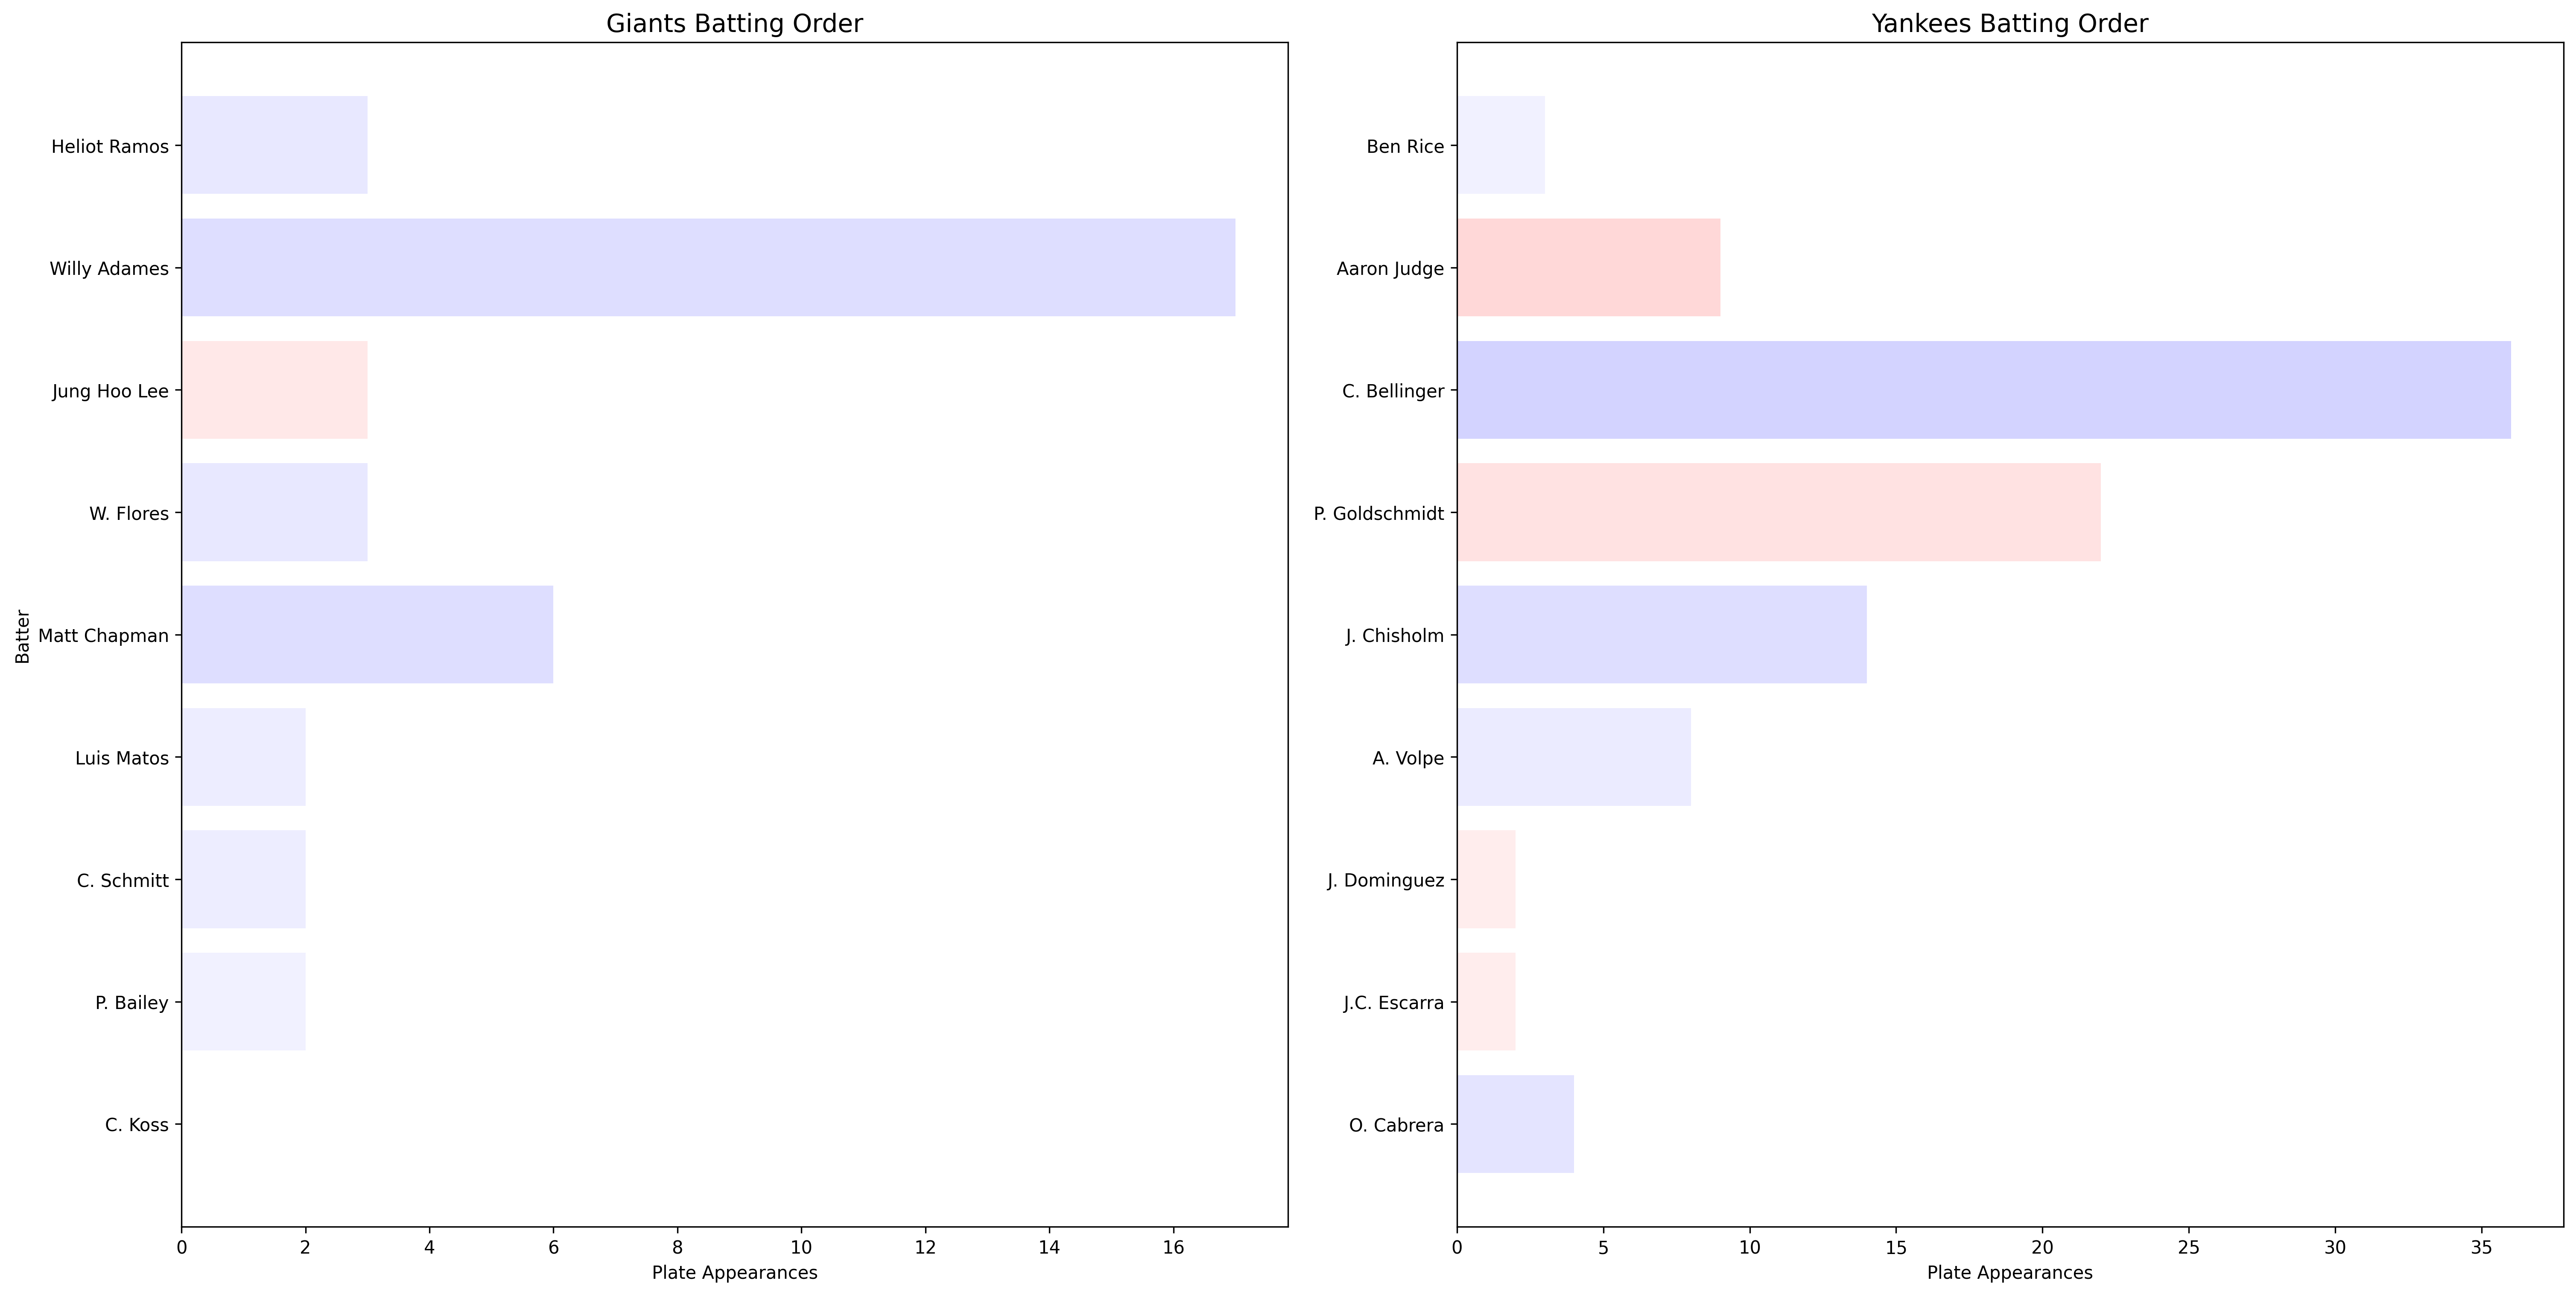 Giants Batting Order
Batter
Heliot Ramos
Willy Adames
Jung Hoo Lee
W. Flores
Matt Chapman
Luis Matos
C. Schmitt
P. Bailey
C. Koss
0 2 4 6 8 10 12 14 16
Plate Appearances
Yankees Batting Order
Ben Rice
Aaron Judge
C. Bellinger
P. Goldschmidt
J. Chisholm
A. Volpe
J. Dominguez
J.C. Escarra
O. Cabrera
0 5 10 15 20 25 30 35
Plate Appearances